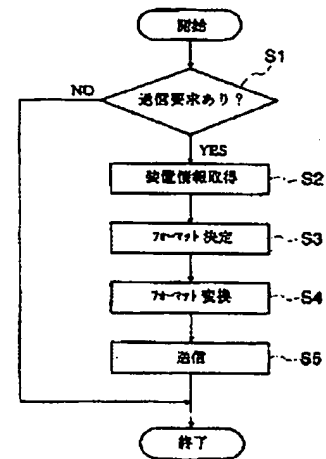 開始
S1
NO
送信要求あり?
YES
装置情報取得
S2
フォーマット決定
S3
フォーマット変換
S4
送信
S5
終了